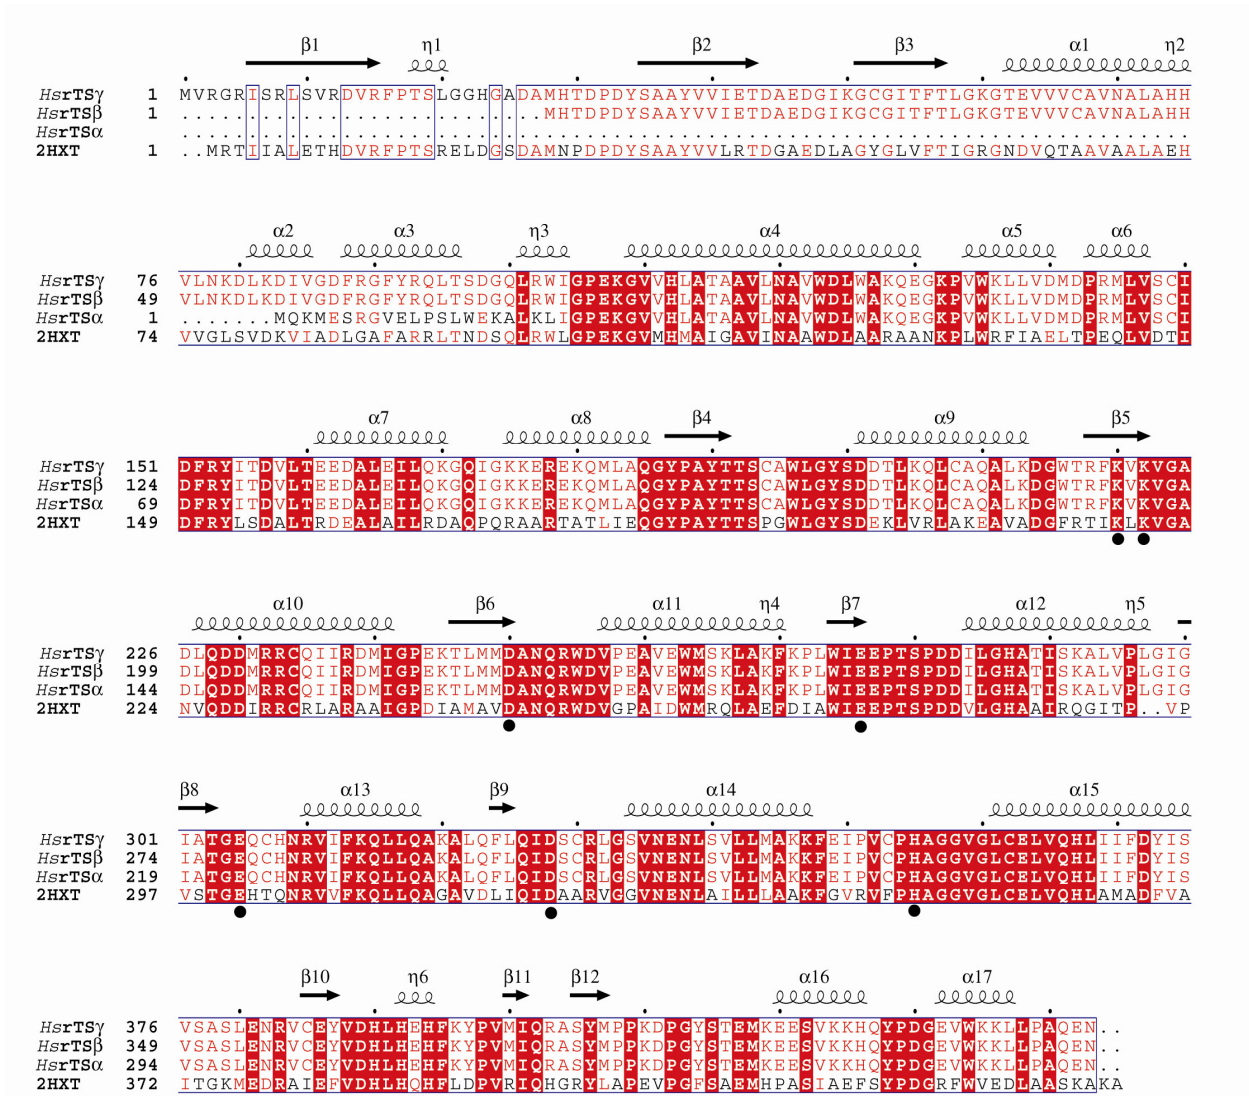 β1 η1 β2 β3 α1 η2
HsrTSγ 1 MVRGRISRLSVRDVRFPTSLGGHGADAMHTDPDYSAAYVVIETDAEDGIKGCGITFTLGKGTEVVVCAVNALAHH
HsrTSβ 1 ...........................MHTDPDYSAAYVVIETDAEDGIKGCGITFTLGKGTEVVVCAVNALAHH
HsrTSα ...........................................................................
2HXT 1 ..MRTIIALETHDVRFPTSRELDGSDAMNPDPDYSAAYVVLRTDGAEDLAGYGLVFTIGRGNDVQTAAVAALAEH
α2 α3 η3 α4 α5 α6
HsrTSγ 76 VLNKDLKDIVGDFRGFYRQLTSDGQLRWIGPEKGVVHLATAAVLNAVWDLWAKQEGKPVWKLLVDMDPRMLVSCI
HsrTSβ 49 VLNKDLKDIVGDFRGFYRQLTSDGQLRWIGPEKGVVHLATAAVLNAVWDLWAKQEGKPVWKLLVDMDPRMLVSCI
HsrTSα 1 .......MQKMESRGVELPSLWEKALKLIGPEKGVVHLATAAVLNAVWDLWAKQEGKPVWKLLVDMDPRMLVSCI
2HXT 74 VVGLSVDKVIADLGAFARRLTNDSQLRWLGPEKGVMHMAIGAVINAAWDLAARAANKPLWRFIAELTPEQLVDTI
α7 α8 β4 α9 β5
HsrTSγ 151 DFRYITDVLTEEDALEILQKGQIGKKEREKQMLAQGYPAYTTSCAWLGYSDDTLKQLCAQALKDGWTRFKVKVGA
HsrTSβ 124 DFRYITDVLTEEDALEILQKGQIGKKEREKQMLAQGYPAYTTSCAWLGYSDDTLKQLCAQALKDGWTRFKVKVGA
HsrTSα 69 DFRYITDVLTEEDALEILQKGQIGKKEREKQMLAQGYPAYTTSCAWLGYSDDTLKQLCAQALKDGWTRFKVKVGA
2HXT 149 DFRYLSDALTRDEALAILRDAQPQRAARTATLIEQGYPAYTTSPGWLGYSDEKLVRLAKEAVADGFRTIKLKVGA
α10 β6 α11 η4 β7 α12 η5
HsrTSγ 226 DLQDDMRRCQIIRDMIGPEKTLMMDANQRWDVPEAVEWMSKLAKFKPLWIEEPTSPDDILGHATISKALVPLGIG
HsrTSβ 199 DLQDDMRRCQIIRDMIGPEKTLMMDANQRWDVPEAVEWMSKLAKFKPLWIEEPTSPDDILGHATISKALVPLGIG
HsrTSα 144 DLQDDMRRCQIIRDMIGPEKTLMMDANQRWDVPEAVEWMSKLAKFKPLWIEEPTSPDDILGHATISKALVPLGIG
2HXT 224 NVQDDIRRCRLARAAIGPDIAMAVDANQRWDVGPAIDWMRQLAEFDIAWIEEPTSPDDVLGHAAIRQGITP..VP
β8 α13 β9 α14 α15
HsrTSγ 301 IATGEQCHNRVIFKQLLQAKALQFLQIDSCRLGSVNENLSVLLMAKKFEIPVCPHAGGVGLCELVQHLIIFDYIS
HsrTSβ 274 IATGEQCHNRVIFKQLLQAKALQFLQIDSCRLGSVNENLSVLLMAKKFEIPVCPHAGGVGLCELVQHLIIFDYIS
HsrTSα 219 IATGEQCHNRVIFKQLLQAKALQFLQIDSCRLGSVNENLSVLLMAKKFEIPVCPHAGGVGLCELVQHLIIFDYIS
2HXT 297 VSTGEHTQNRVVFKQLLQAGAVDLIQIDAARVGGVNENLAILLLAAKFGVRVFPHAGGVGLCELVQHLAMADFVA
β10 η6 β11 β12 α16 α17
HsrTSγ 376 VSASLENRVCEYVDHLHEHFKYPVMIQRASYMPPKDPGYSTEMKEESVKKHQYPDGEVWKKLLPAQEN..
HsrTSβ 349 VSASLENRVCEYVDHLHEHFKYPVMIQRASYMPPKDPGYSTEMKEESVKKHQYPDGEVWKKLLPAQEN..
HsrTSα 294 VSASLENRVCEYVDHLHEHFKYPVMIQRASYMPPKDPGYSTEMKEESVKKHQYPDGEVWKKLLPAQEN..
2HXT 372 ITGKMEDRAIEFVDHLHQHFLDPVRIQHGRYLAPEVPGFSAEMHPASIAEFSYPDGRFWVEDLAASKAKA